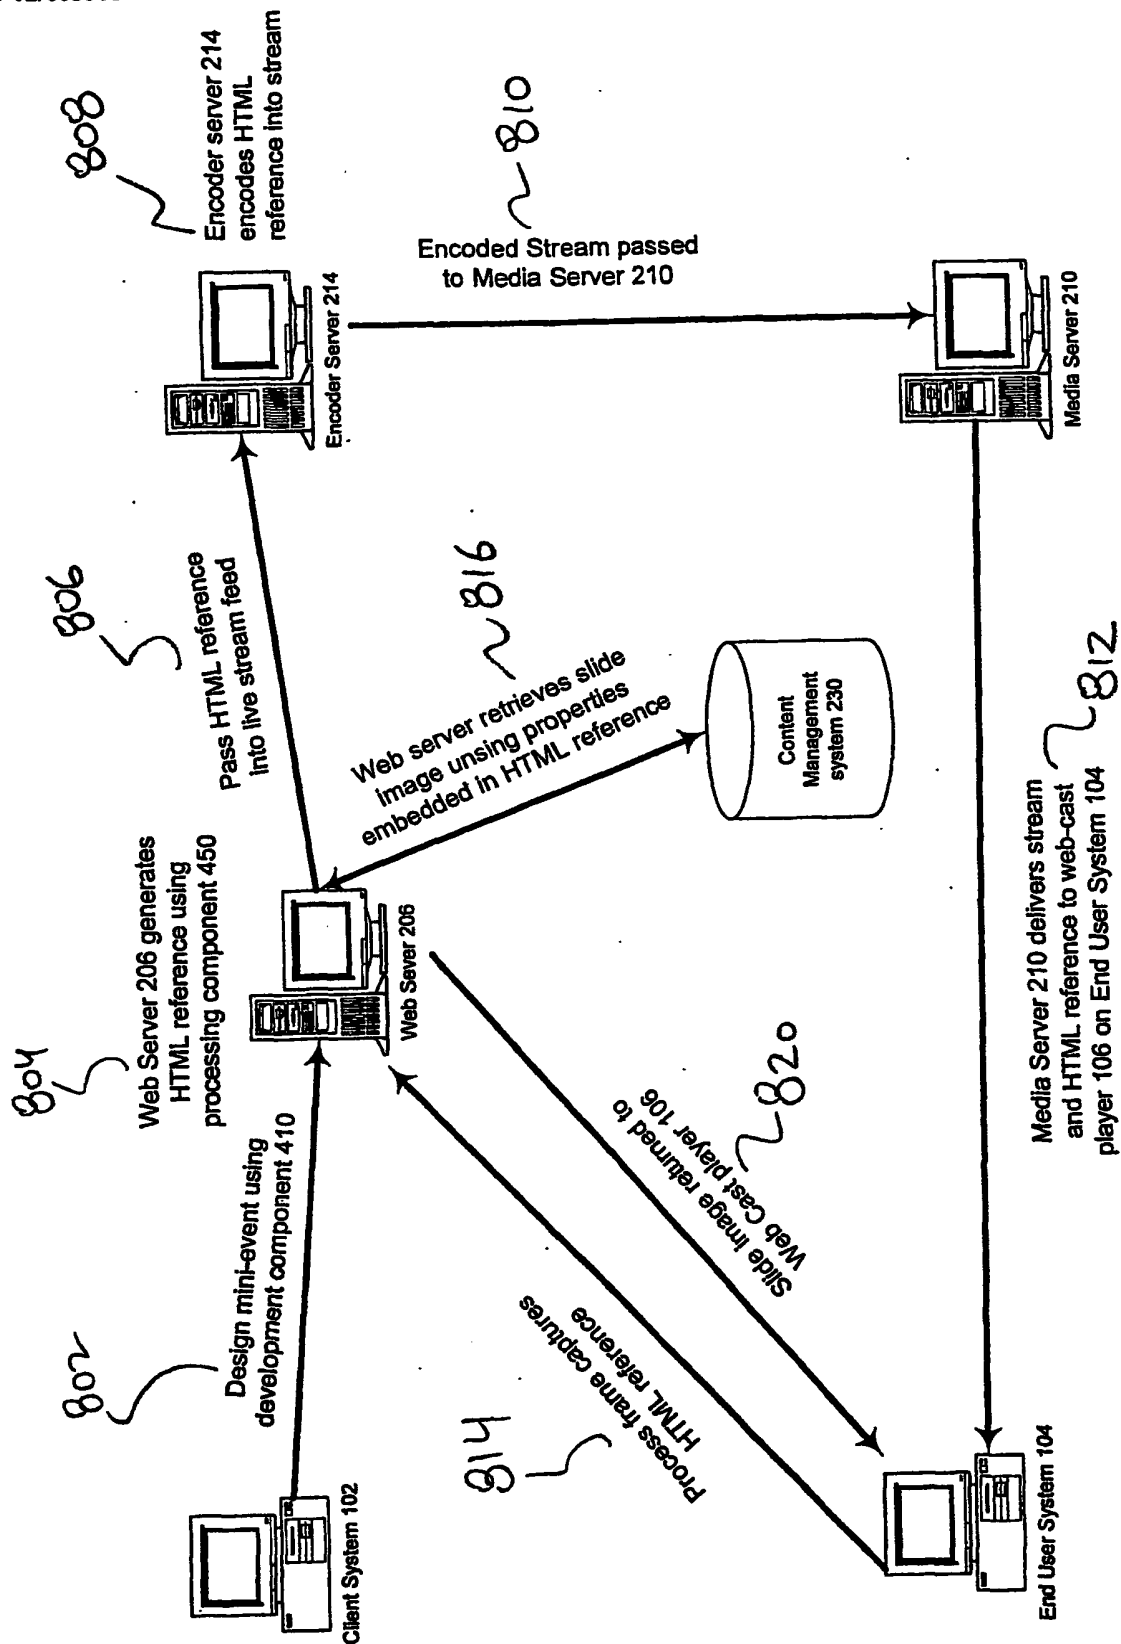 802
Design mini-event using
development component 410
Client System 102
804
Web Server 206 generates
HTML reference using
processing component 450
Web Sever 206
806
Pass HTML reference
into live stream feed
808
Encoder server 214
encodes HTML
reference into stream
Encoder Server 214
810
Encoded Stream passed
to Media Server 210
Media Server 210
816
Web server retrieves slide
image unsing properties
embedded in HTML reference
Content
Management
system 230
812
Media Server 210 delivers stream
and HTML reference to web-cast
player 106 on End User System 104
814
Process frame captures
HTML reference
820
Slide Image returned to
Web Cast player 106
End User System 104